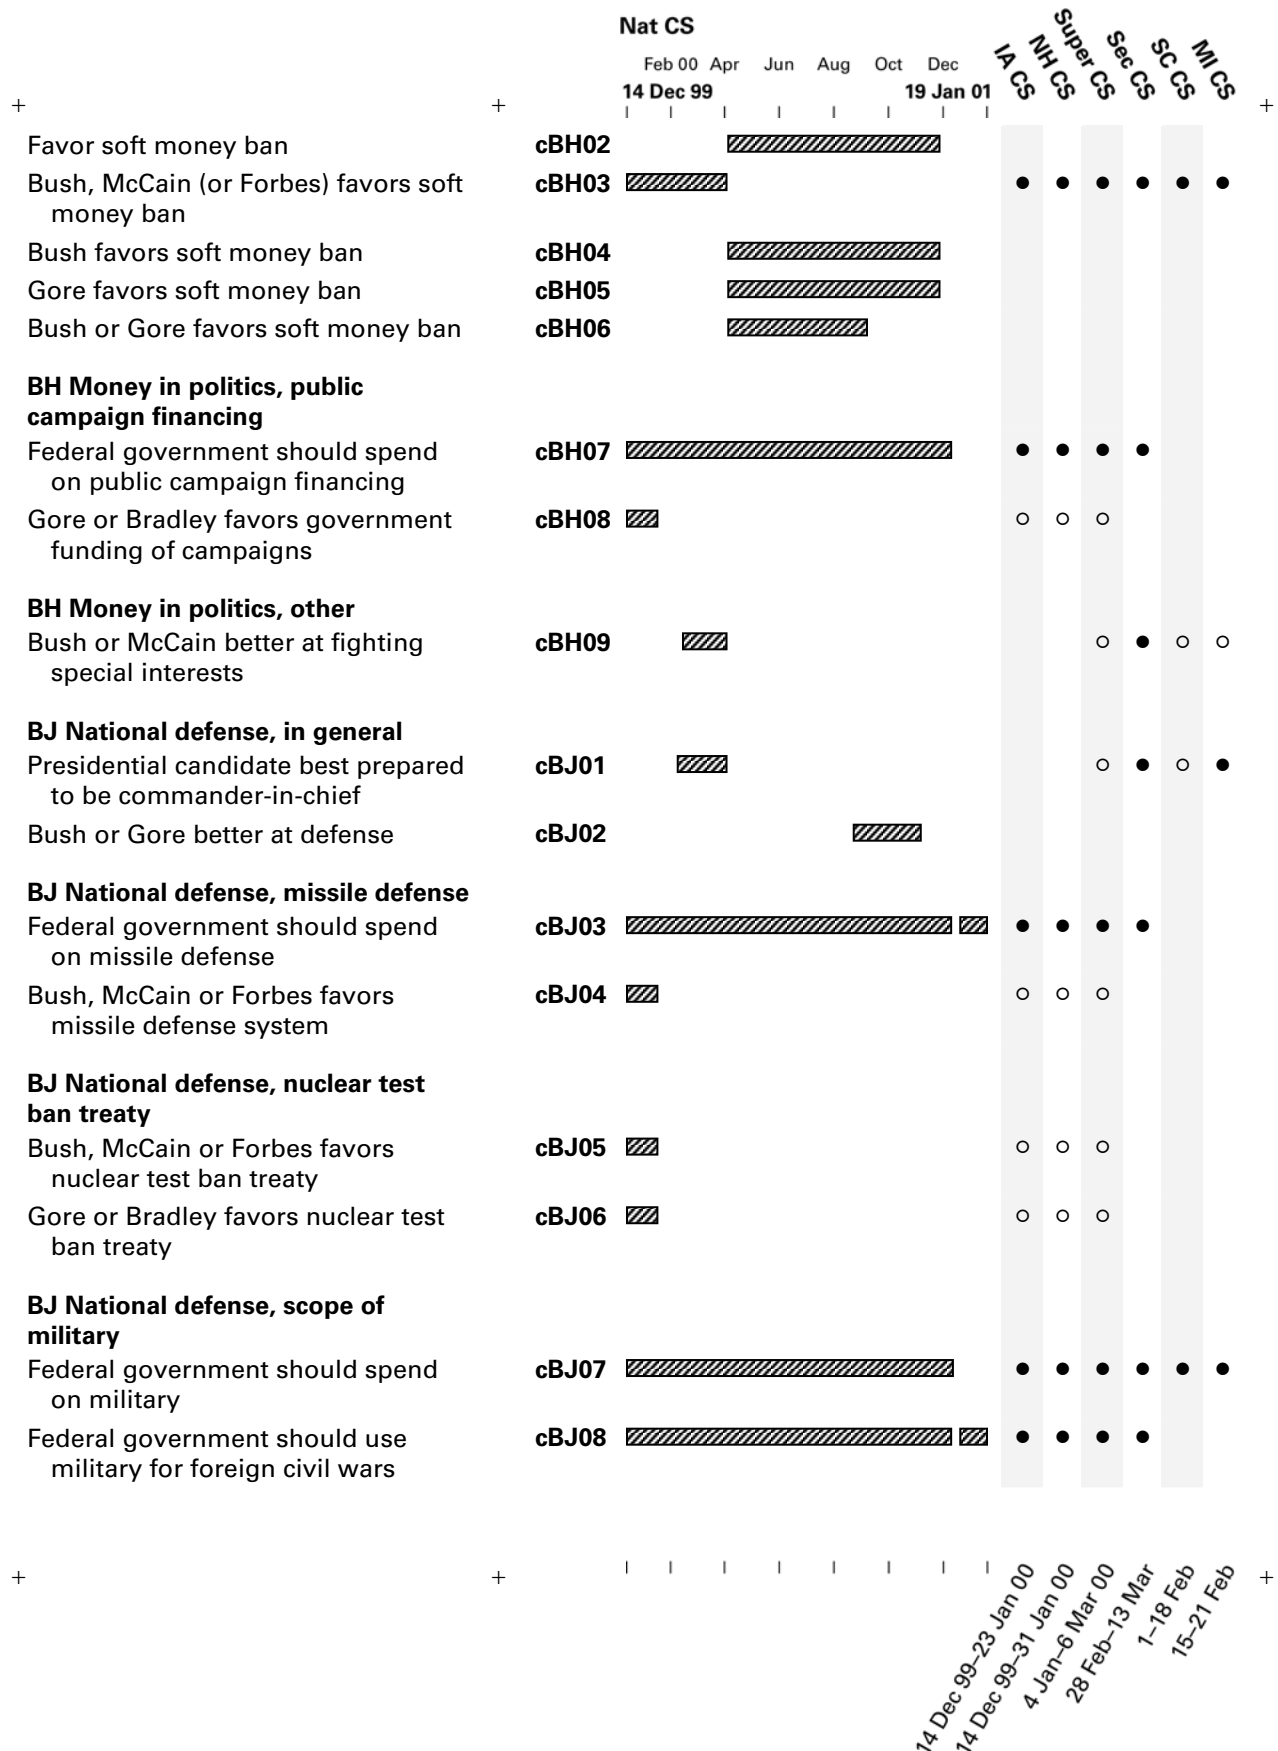 Nat CS
Feb 00 Apr Jun Aug Oct Dec
14 Dec 99 19 Jan 01
IA CS
NH CS
Super CS
Sec CS
SC CS
MI CS
Favor soft money ban cBH02
Bush, McCain (or Forbes) favors soft cBH03
money ban
Bush favors soft money ban cBH04
Gore favors soft money ban cBH05
Bush or Gore favors soft money ban cBH06
BH Money in politics, public
campaign financing
Federal government should spend cBH07
on public campaign financing
Gore or Bradley favors government cBH08
funding of campaigns
BH Money in politics, other
Bush or McCain better at fighting cBH09
special interests
BJ National defense, in general
Presidential candidate best prepared cBJ01
to be commander-in-chief
Bush or Gore better at defense cBJ02
BJ National defense, missile defense
Federal government should spend cBJ03
on missile defense
Bush, McCain or Forbes favors cBJ04
missile defense system
BJ National defense, nuclear test
ban treaty
Bush, McCain or Forbes favors cBJ05
nuclear test ban treaty
Gore or Bradley favors nuclear test cBJ06
ban treaty
BJ National defense, scope of
military
Federal government should spend cBJ07
on military
Federal government should use cBJ08
military for foreign civil wars
14 Dec 99–23 Jan 00
14 Dec 99–31 Jan 00
4 Jan–6 Mar 00
28 Feb–13 Mar
1–18 Feb
15–21 Feb